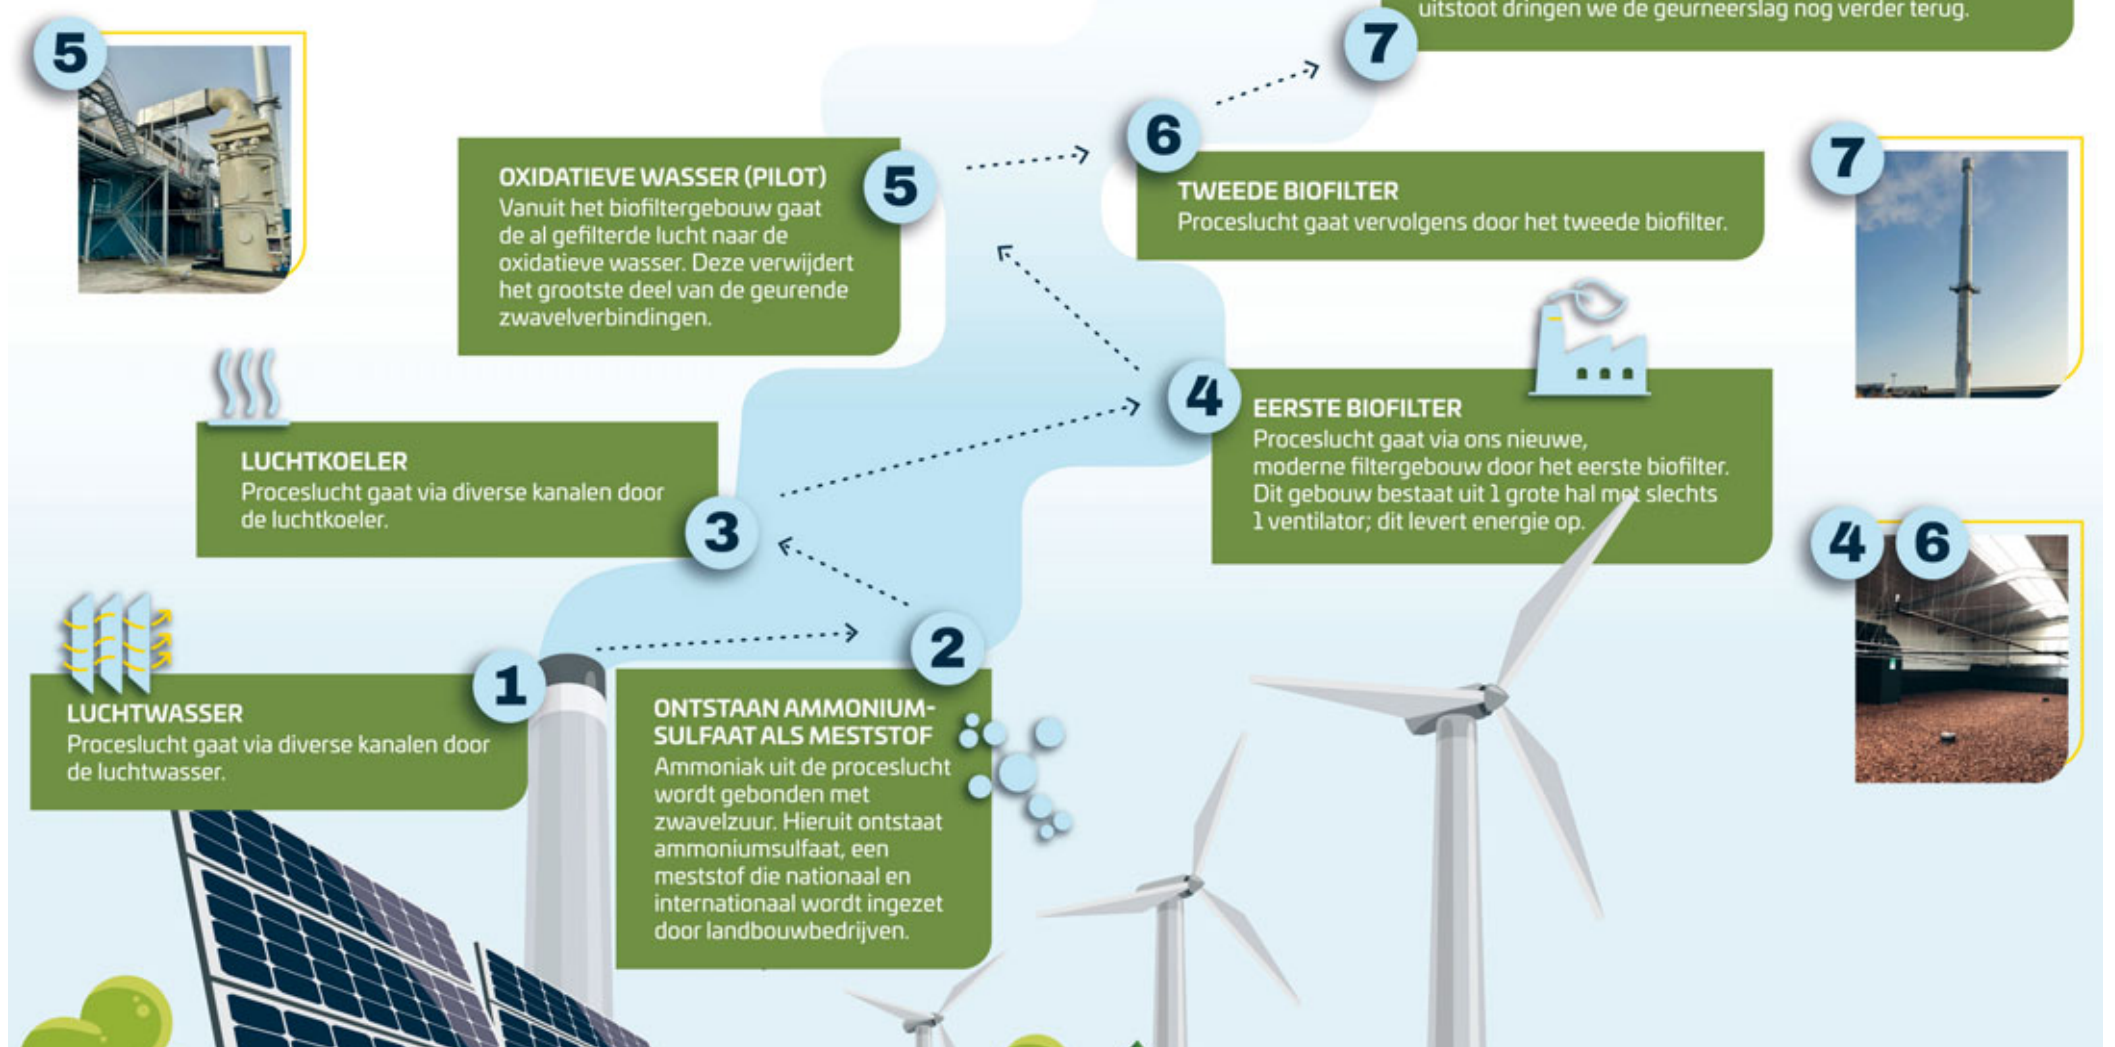 uitstoot dringen we de geurneerslag nog verder terug.
7
5
6
TWEEDE BIOFILTER
Proceslucht gaat vervolgens door het tweede biofilter.
7
OXIDATIEVE WASSER (PILOT)
Vanuit het biofiltergebouw gaat
de al gefilterde lucht naar de
oxidatieve wasser. Deze verwijdert
het grootste deel van de geurende
zwavelverbindingen.
5
4
EERSTE BIOFILTER
Proceslucht gaat via ons nieuwe,
moderne filtergebouw door het eerste biofilter.
Dit gebouw bestaat uit 1 grote hal met slechts
1 ventilator; dit levert energie op.
LUCHTKOELER
Proceslucht gaat via diverse kanalen door
de luchtkoeler.
3
4 6
LUCHTWASSER
Proceslucht gaat via diverse kanalen door
de luchtwasser.
1
2
ONTSTAAN AMMONIUM-
SULFAAT ALS MESTSTOF
Ammoniak uit de proceslucht
wordt gebonden met
zwavelzuur. Hieruit ontstaat
ammoniumsulfaat, een
meststof die nationaal en
internationaal wordt ingezet
door landbouwbedrijven.